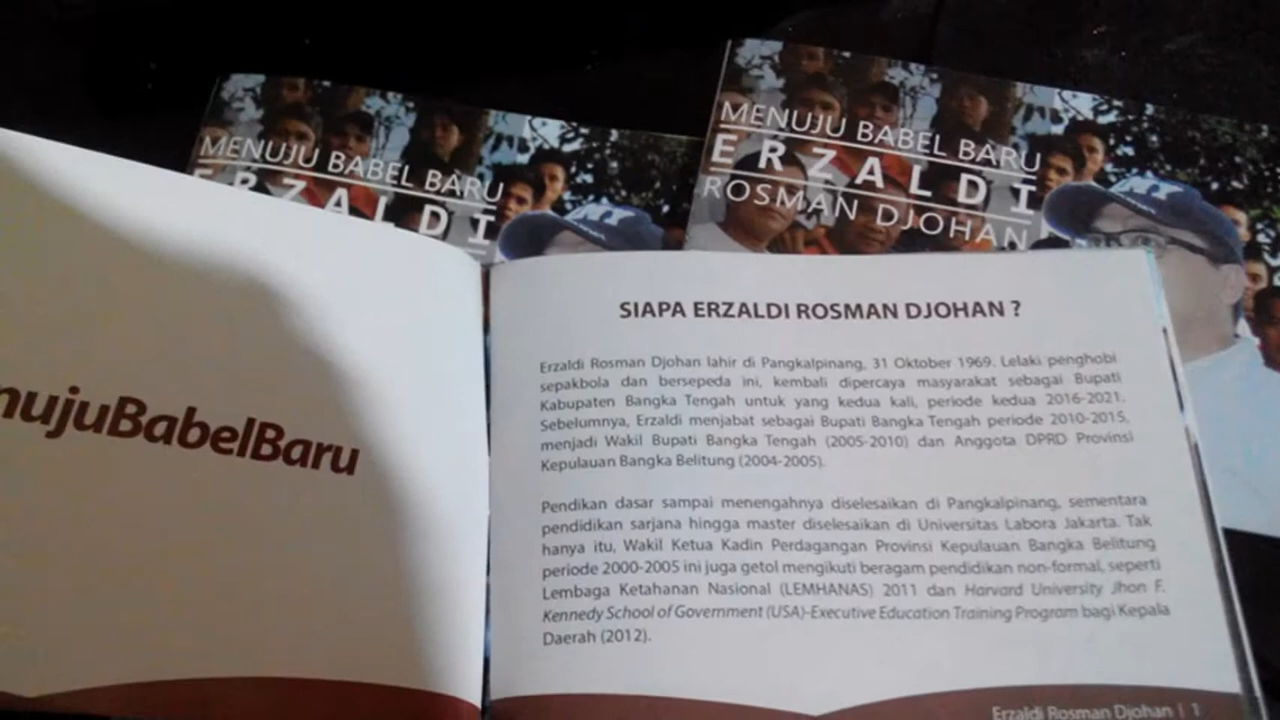 MENUJU BABEL BARU
ERZALDI
MENUJU BABEL BARU
ERZALDI
ROSMAN DJOHAN
NY
NY
nujuBabelBaru
SIAPA ERZALDI ROSMAN DJOHAN ?
Erzaldi Rosman Djohan lahir di Pangkalpinang, 31 Oktober 1969. Lelaki penghobi
sepakbola dan bersepeda ini, kembali dipercaya masyarakat sebagai Bupati
Kabupaten Bangka Tengah untuk yang kedua kali, periode kedua 2016-2021.
Sebelumnya, Erzaldi menjabat sebagai Bupati Bangka Tengah periode 2010-2015,
menjadi Wakil Bupati Bangka Tengah (2005-2010) dan Anggota DPRD Provinsi
Kepulauan Bangka Belitung (2004-2005).
Pendikan dasar sampai menengahnya diselesaikan di Pangkalpinang, sementara
pendidikan sarjana hingga master diselesaikan di Universitas Labora Jakarta. Tak
hanya itu, Wakil Ketua Kadin Perdagangan Provinsi Kepulauan Bangka Belitung
periode 2000-2005 ini juga getol mengikuti beragam pendidikan non-formal, seperti
Lembaga Ketahanan Nasional (LEMHANAS) 2011 dan Harvard University Jhon F.
Kennedy School of Government (USA)-Executive Education Training Program bagi Kepala
Daerah (2012).
Erzaldi Rosman Djohan | 1